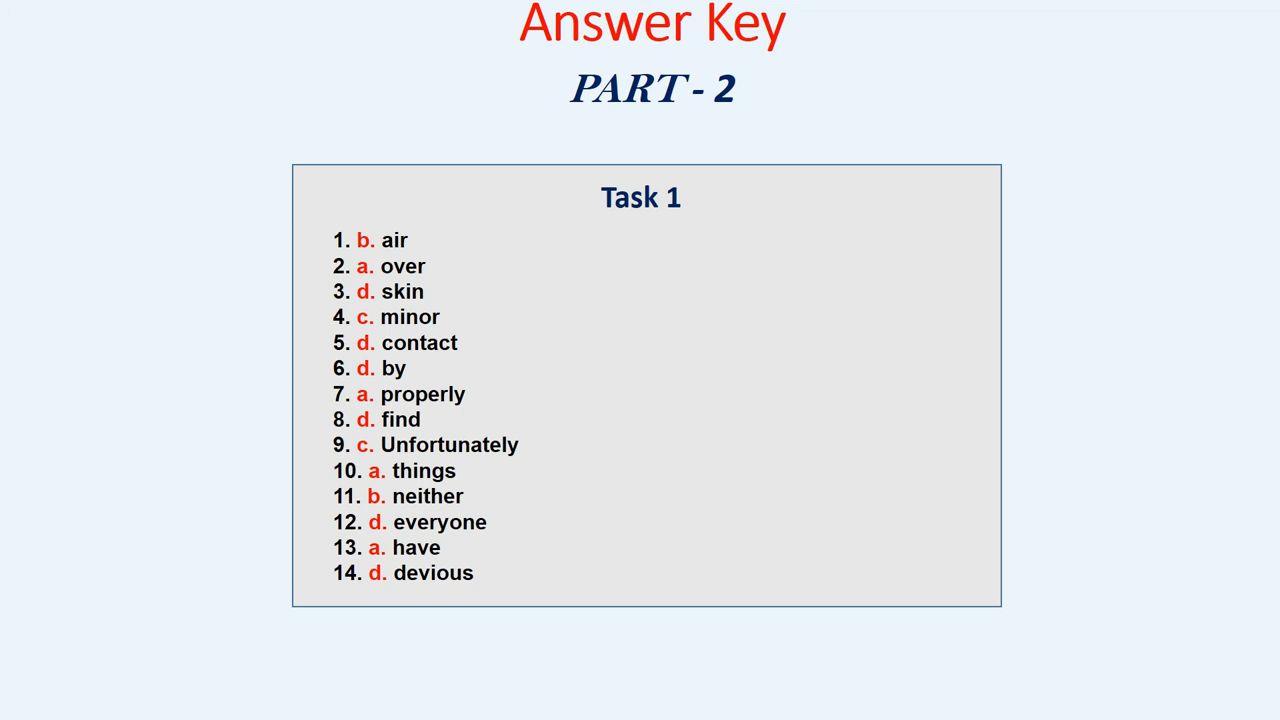 Answer Key
PART - 2
Task 1
1. b. air
2. a. over
3. d. skin
4. c. minor
5. d. contact
6. d. by
7. a. properly
8. d. find
9. c. Unfortunately
10. a. things
11. b. neither
12. d. everyone
13. a. have
14. d. devious